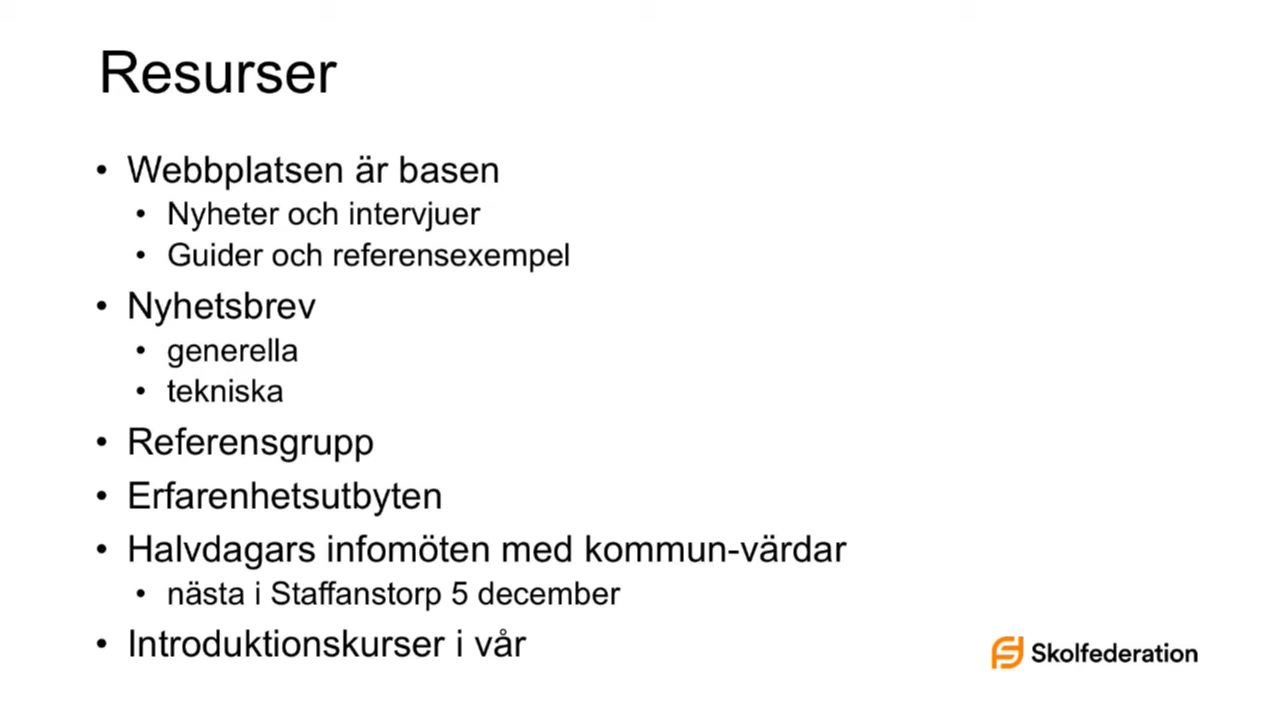 Resurser
• Webbplatsen är basen
• Nyheter och intervjuer
• Guider och referensexempel
• Nyhetsbrev
• generella
• tekniska
• Referensgrupp
• Erfarenhetsutbyten
• Halvdagars infomöten med kommun-värdar
• nästa i Staffanstorp 5 december
• Introduktionskurser i vår
Skolfederation